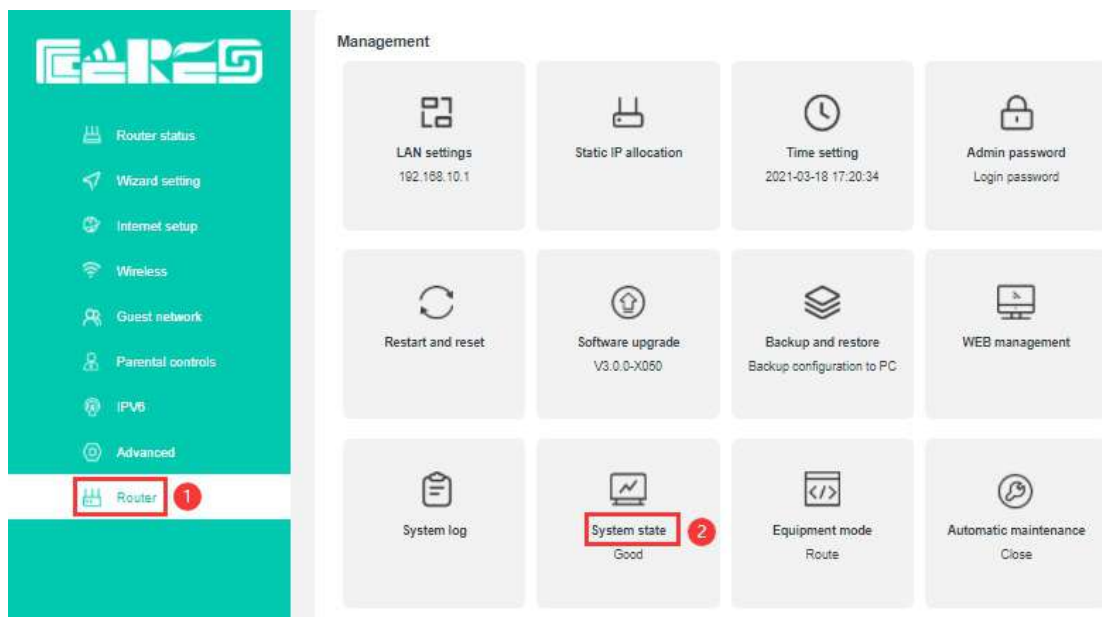 Router status
Wizard setting
Internet setup
Wireless
Guest network
Parental controls
IPV6
Advanced
Router 1
Management
LAN settings
192.168.10.1
Static IP allocation
Time setting
2021-03-18 17:20:34
Admin password
Login password
Restart and reset
Software upgrade
V3.0.0-X050
Backup and restore
Backup configuration to PC
WEB management
System log
System state 2
Good
Equipment mode
Route
Automatic maintenance
Close